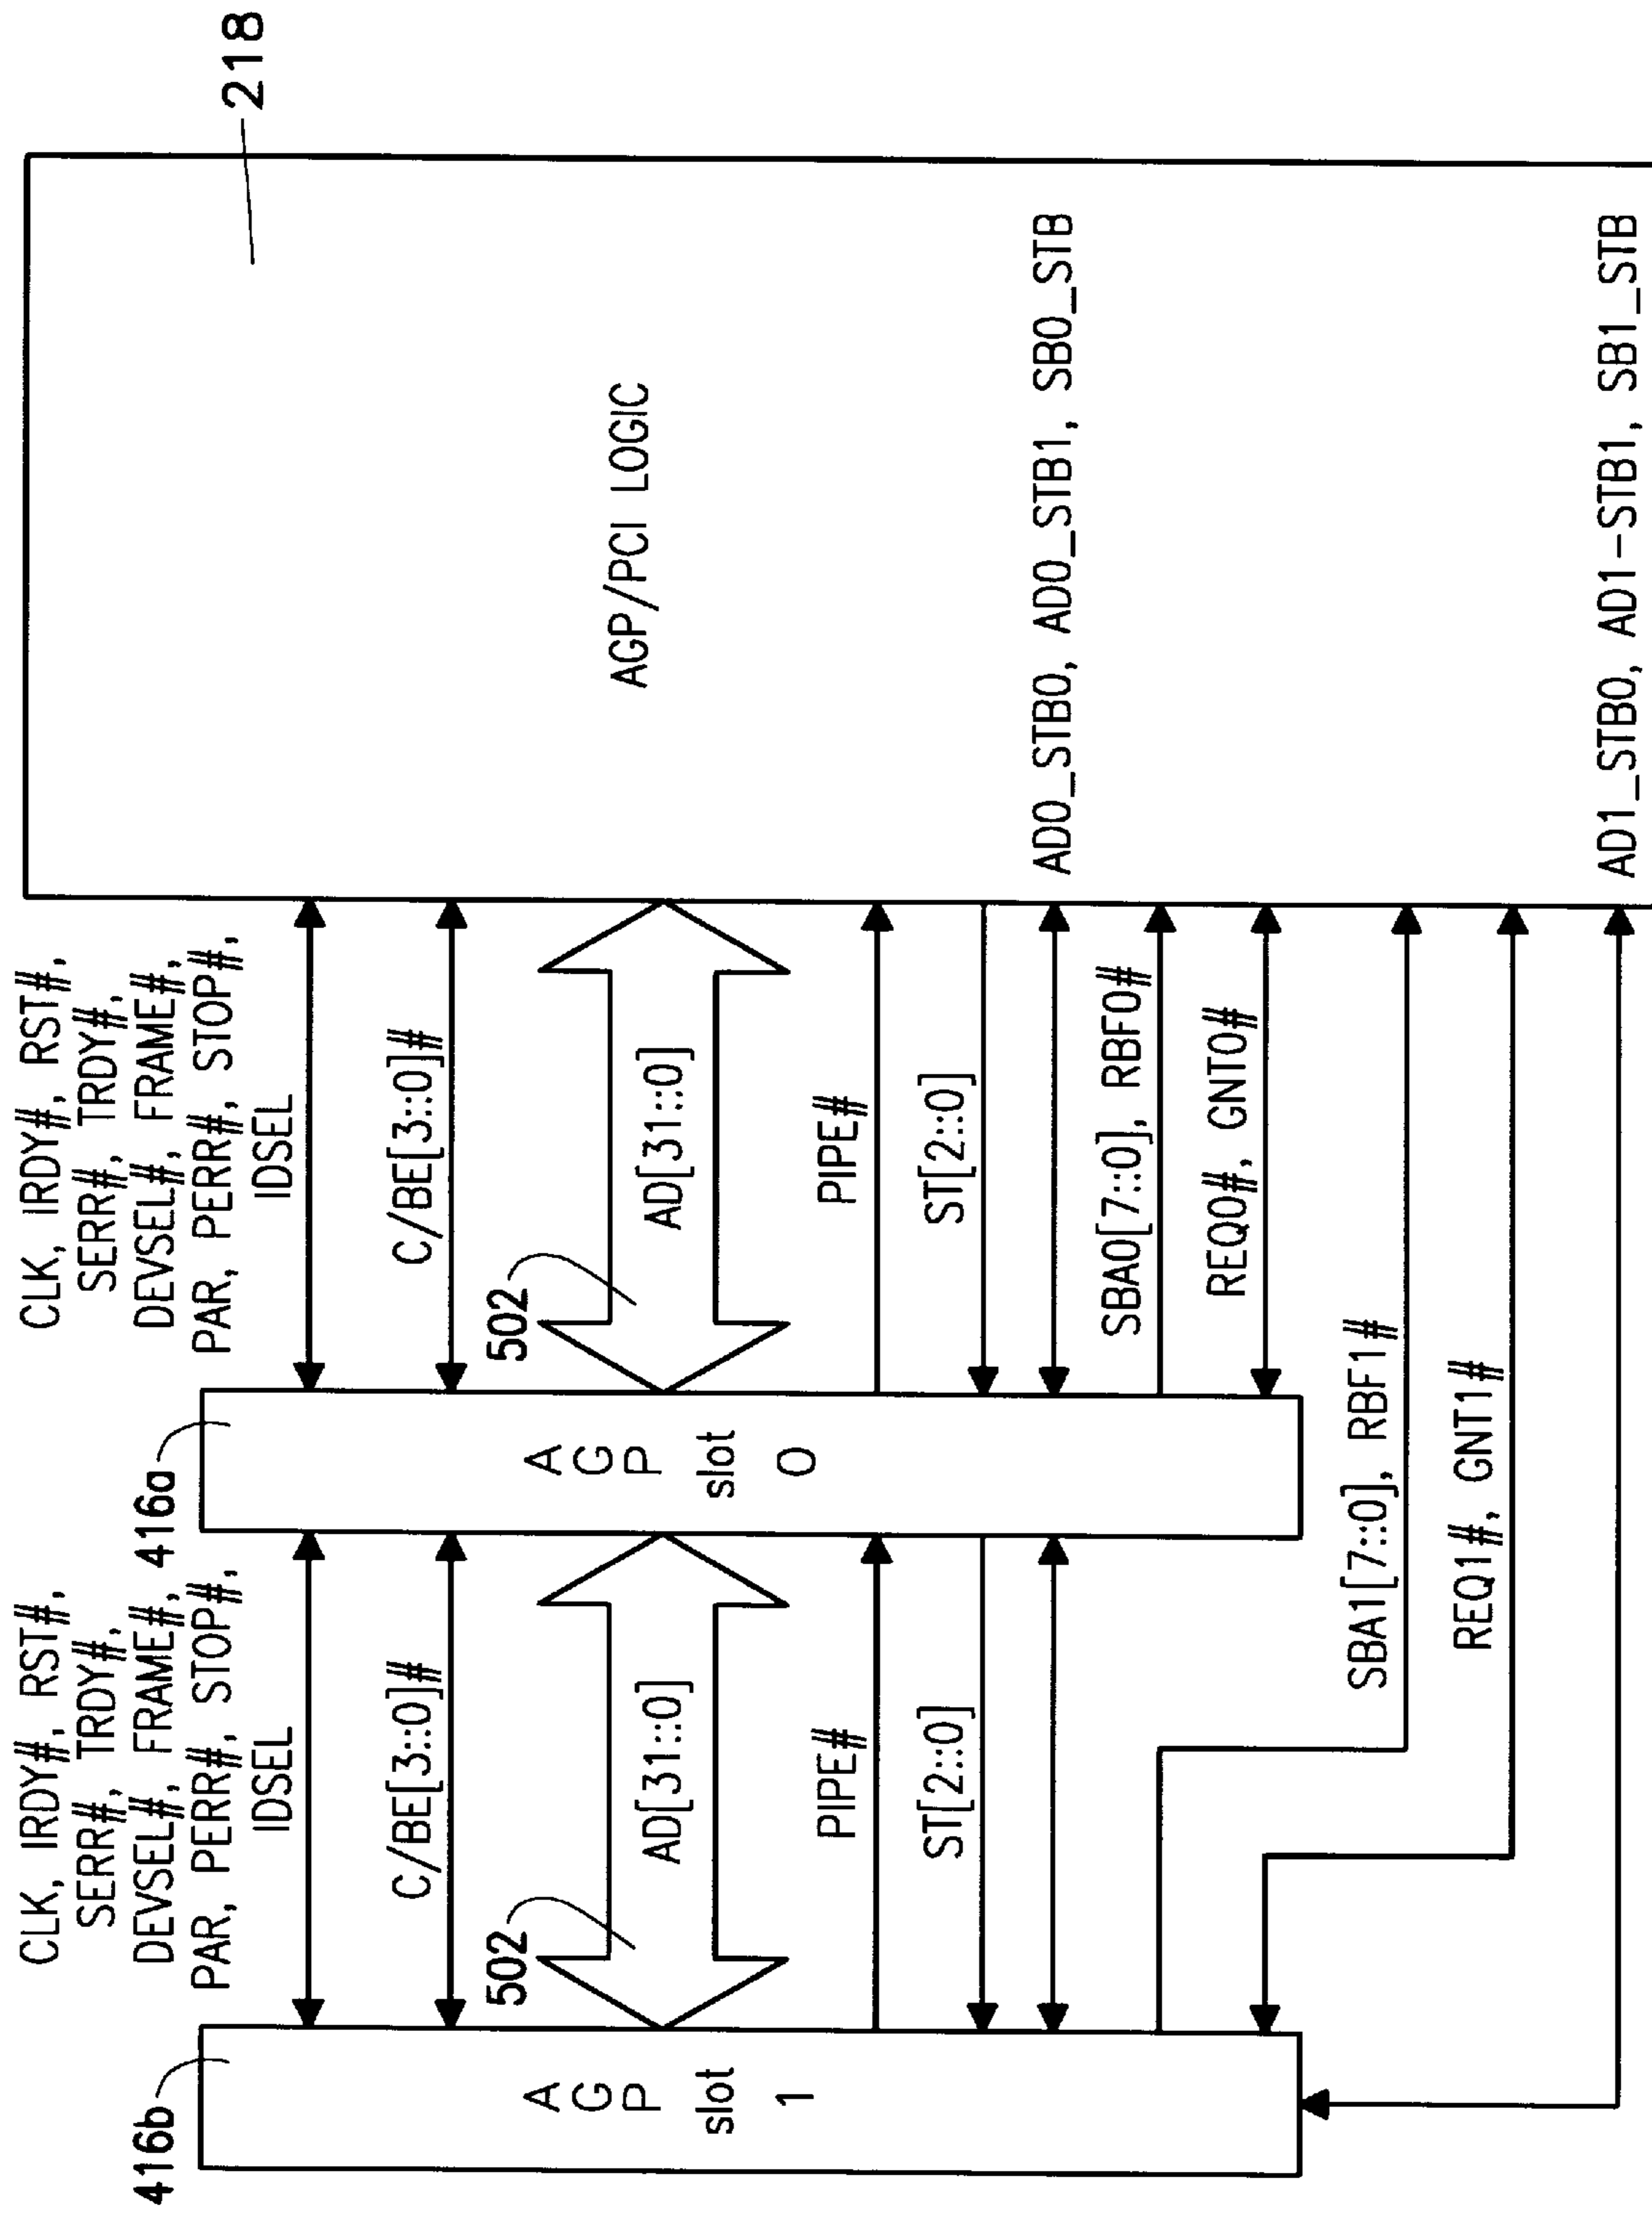 CLK, IRDY#, RST#,
SERR#, TRDY#,
DEVSEL#, FRAME#,
PAR, PERR#, STOP#,
IDSEL
CLK, IRDY#, RST#,
SERR#, TRDY#,
DEVSEL#, FRAME#,
PAR, PERR#, STOP#,
IDSEL
218
416b
416a
C/BE[3::0]#
C/BE[3::0]#
502
502
A
G
P
slot
1
AD[31::0]
A
G
P
slot
0
AD[31::0]
AGP/PCI LOGIC
PIPE#
PIPE#
ST[2::0]
ST[2::0]
AD0_STB0, AD0_STB1, SB0_STB
SBA0[7::0], RBF0#
REQ0#, GNT0#
SBA1[7::0], RBF1#
REQ1#, GNT1#
AD1_STB0, AD1-STB1, SB1_STB